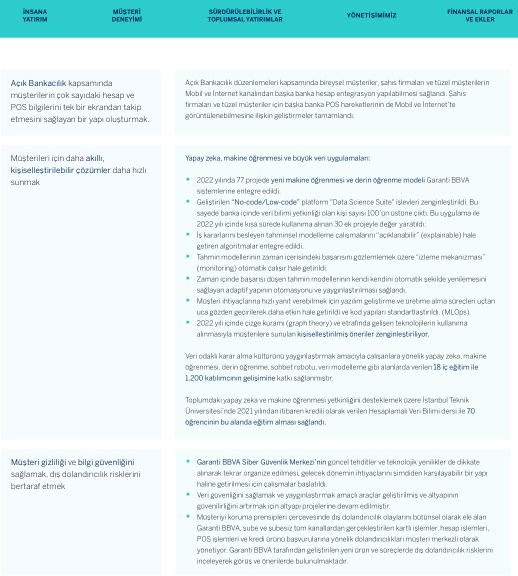 İNSANA
YATIRIM
MÜŞTERİ
DENEYİMİ
SÜRDÜRÜLEBİLİRLİK VE
TOPLUMSAL YATIRIMLAR
YÖNETİŞİMİMİZ
FİNANSAL RAPORLAR
VE EKLER
Açık Bankacılık kapsamında
müşterilerin çok sayıdaki hesap ve
POS bilgilerini tek bir ekrandan takip
etmesini sağlayan bir yapı oluşturmak.
Açık Bankacılık düzenlemeleri kapsamında bireysel müşteriler, şahıs firmaları ve tüzel müşterilerin
Mobil ve İnternet kanalından başka banka hesap entegrasyon yapılabilmesi sağlandı. Şahıs
firmaları ve tüzel müşteriler için başka banka POS hareketlerinin de Mobil ve İnternet'te
görüntülenebilmesine ilişkin geliştirmeler tamamlandı.
Müşterileri için daha akıllı,
kişiselleştirilebilir çözümler daha hızlı
sunmak
Yapay zeka, makine öğrenmesi ve büyük veri uygulamaları:
• 2022 yılında 77 projede yeni makine öğrenmesi ve derin öğrenme modeli Garanti BBVA
sistemlerine entegre edildi.
• Geliştirilen “No-code/Low-code” platform “Data Science Suite” işlevleri zenginleştirildi. Bu
sayede banka içinde veri bilimi yetkinliği olan kişi sayısı 100'ün üstüne çıktı. Bu uygulama ile
2022 yılı içinde kısa sürede kullanıma alınan 30 ek projeyle değer yaratıldı:
• İş kararlarını besleyen tahminsel modelleme çalışmalarını “açıklanabilir” (explainable) hale
getiren algoritmalar entegre edildi.
• Tahmin modellerinin zaman içerisindeki başarısını gözlemlemek üzere “izleme mekanizması”
(monitoring) otomatik çalışır hale getirildi.
• Zaman içinde başarısı düşen tahmin modellerinin kendi kendini otomatik şekilde yenilemesini
sağlayan adaptif yapının otomasyonu ve yaygınlaştırılması sağlandı.
• Müşteri ihtiyaçlarına hızlı yanıt verebilmek için yazılım geliştirme ve üretime alma süreçleri uçtan
uca gözden geçirilerek daha etkin hale getirildi ve kod yapıları standartlaştırıldı. (MLOps)
• 2022 yılı içinde çizge kuramı (graph theory) ve etrafında gelişen teknolojilerin kullanıma
alınmasıyla müşterilere sunulan kişiselleştirilmiş öneriler zenginleştiriliyor.
Veri odaklı karar alma kültürünü yaygınlaştırmak amacıyla çalışanlara yönelik yapay zeka, makine
öğrenmesi, derin öğrenme, sohbet robotu, veri modelleme gibi alanlarda verilen 18 iç eğitim ile
1.200 katılımcının gelişimine katkı sağlanmıştır.
Toplumdaki yapay zeka ve makine öğrenmesi yetkinliğini desteklemek üzere İstanbul Teknik
Üniversitesi'nde 2021 yılından itibaren kredili olarak verilen Hesaplamalı Veri Bilimi dersi ile 70
öğrencinin bu alanda eğitim alması sağlandı.
Müşteri gizliliği ve bilgi güvenliğini
sağlamak, dış dolandırıcılık risklerini
bertaraf etmek
• Garanti BBVA Siber Güvenlik Merkezi'nin güncel tehditler ve teknolojik yenilikler de dikkate
alınarak tekrar organize edilmesi, gelecek dönemin ihtiyaçlarını şimdiden karşılayabilir bir yapı
haline getirilmesi için çalışmalar başlatıldı.
• Veri güvenliğini sağlamak ve yaygınlaştırmak amaçlı araçlar geliştirilmiş ve altyapının
güvenilirliğini artırmak için altyapı projelerine devam edilmiştir.
• Müşteriyi koruma prensipleri çerçevesinde dış dolandırıcılık olaylarını bütünsel olarak ele alan
Garanti BBVA, şube ve şubesiz tüm kanallardan gerçekleştirilen kartlı işlemler, hesap işlemleri,
POS işlemleri ve kredi ürünü başvurularına yönelik dolandırıcılıkları müşteri merkezli olarak
yönetiyor. Garanti BBVA tarafından geliştirilen yeni ürün ve süreçlerde dış dolandırıcılık risklerini
inceleyerek görüş ve önerilerde bulunulmaktadır.